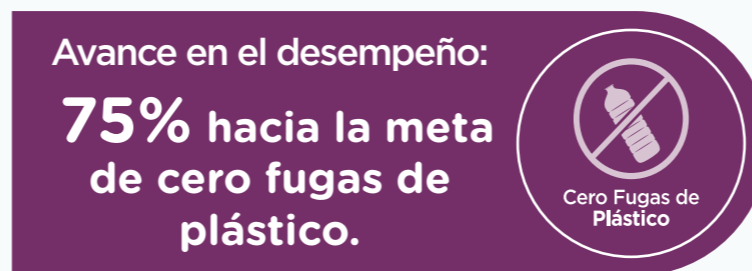 Avance en el desempeño:
75% hacia la meta
de cero fugas de
plástico.
Cero Fugas de
Plástico